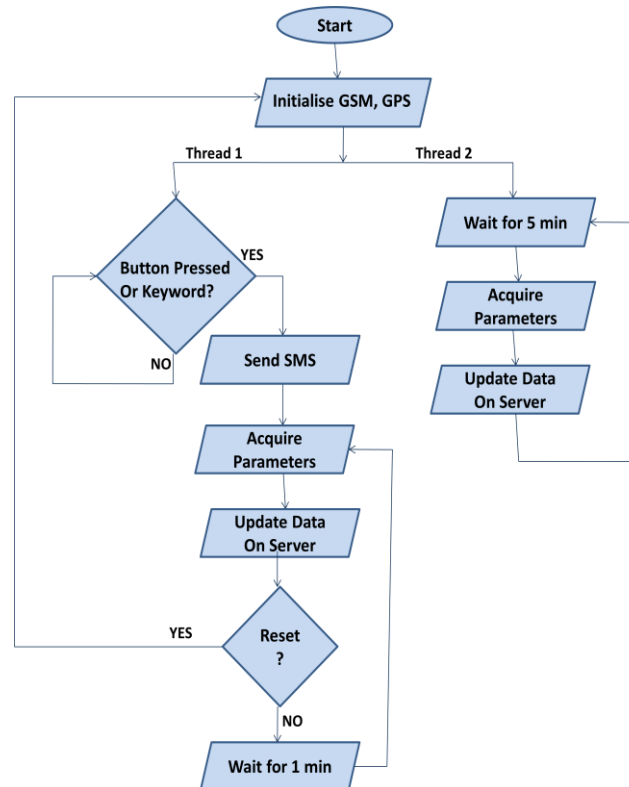 Start
Initialise GSM, GPS
Thread 1
Thread 2
Button Pressed
Or Keyword?
YES
NO
Send SMS
Acquire
Parameters
Update Data
On Server
Reset
?
YES
NO
Wait for 1 min
Wait for 5 min
Acquire
Parameters
Update Data
On Server